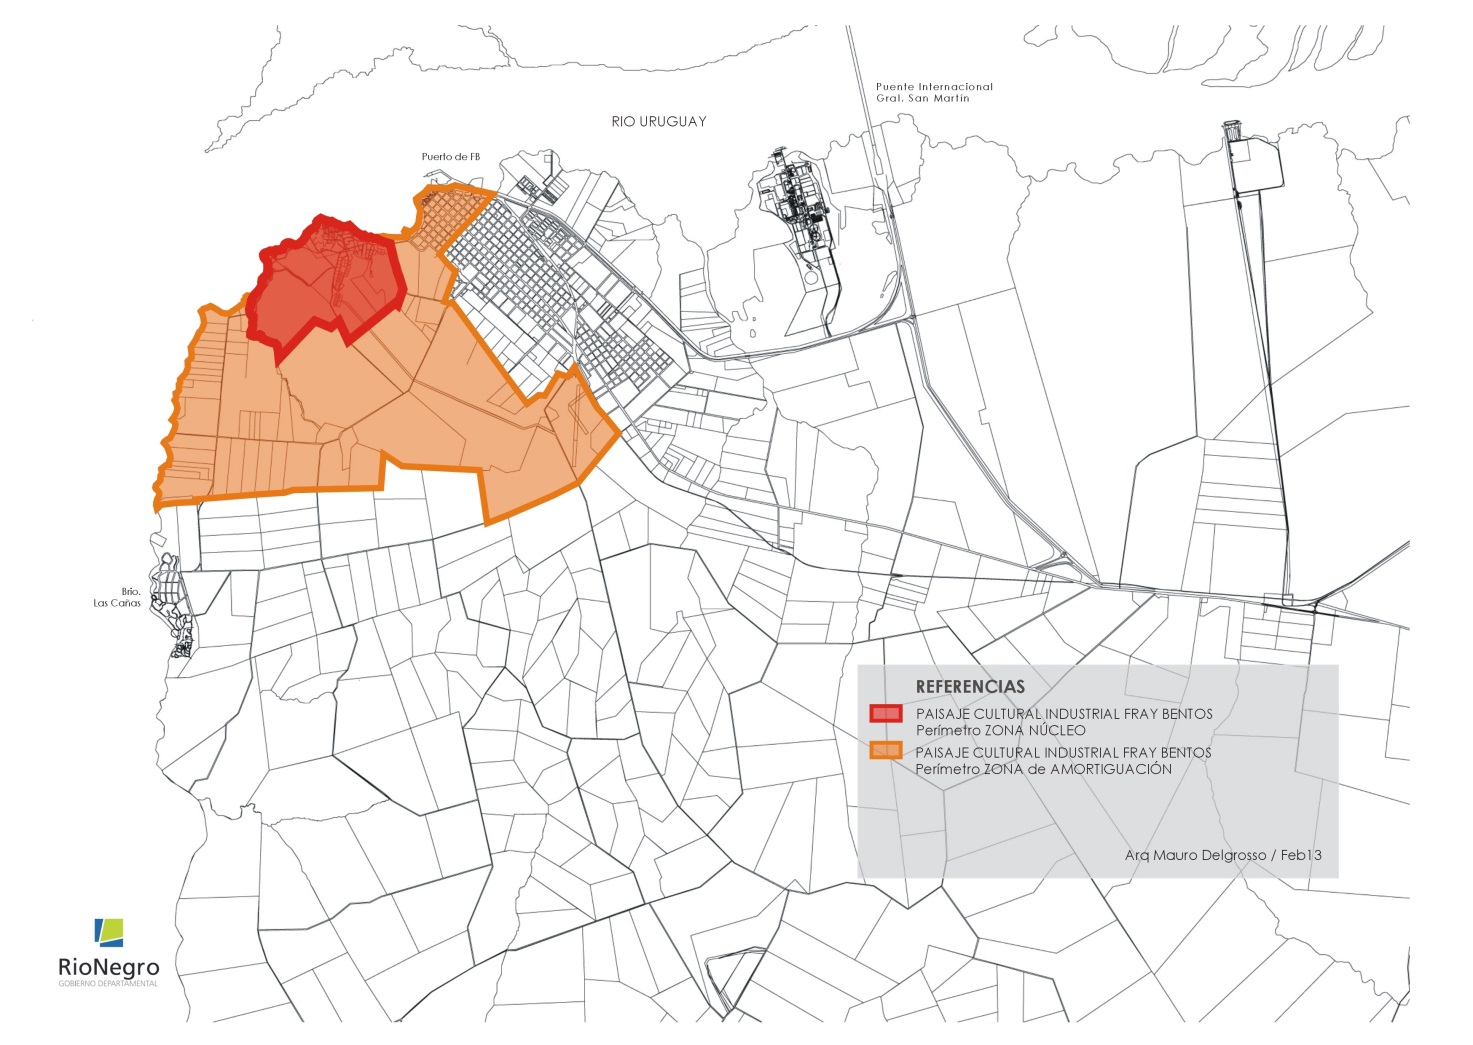 Puente Internacional
Gral. San Martín
RIO URUGUAY
Puerto de FB
Brio.
Las Cañas
REFERENCIAS
PAISAJE CULTURAL INDUSTRIAL FRAY BENTOS
Perímetro ZONA NÚCLEO
PAISAJE CULTURAL INDUSTRIAL FRAY BENTOS
Perímetro ZONA de AMORTIGUACIÓN
Arq Mauro Delgrosso / Feb13
RioNegro
GOBIERNO DEPARTAMENTAL